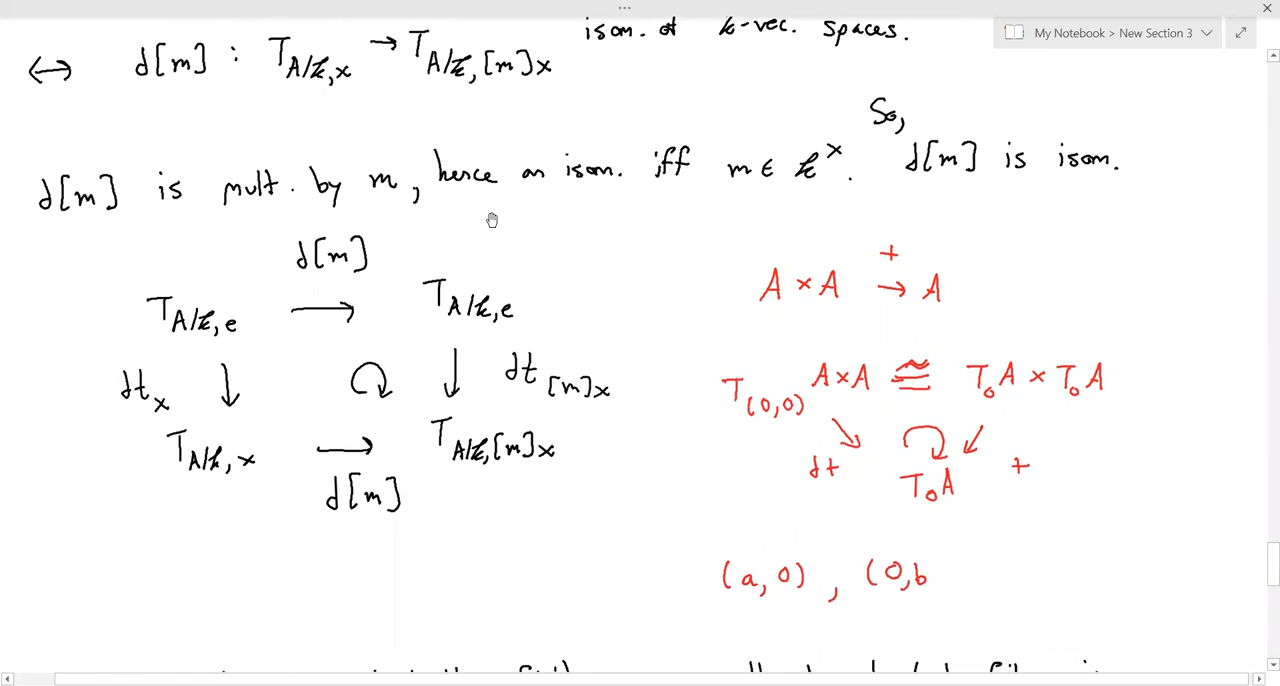 isom. of k-vec. spaces.
My Notebook > New Section 3
⟷ d[m] : T_{A/k,x} → T_{A/k,[m]x}
So,
d[m] is mult. by m, hence an isom. iff m ∈ k^×. d[m] is isom.
d[m]
T_{A/k,e} ⟶ T_{A/k,e}
dt_x ↓ ↻ ↓ dt_{[m]x}
T_{A/k,x} ⟶ T_{A/k,[m]x}
d[m]
+
A × A → A
T_{(0,0)} A×A ≅ T_0A × T_0A
d+ ↘ ↻ ↙ +
T_0A
(a,0) , (0,b